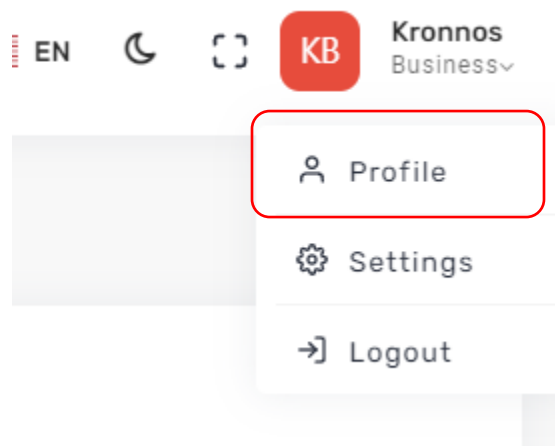 EN
KB
Kronnos
Business
Profile
Settings
Logout